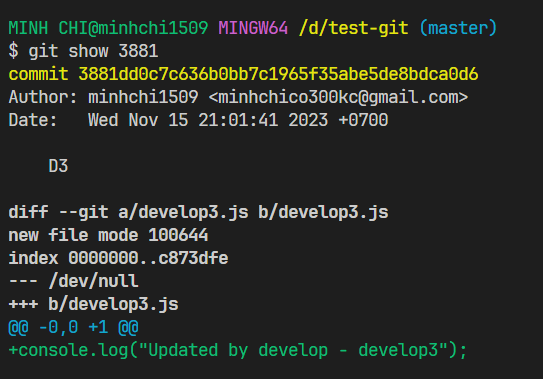 MINH CHI@minhchi1509 MINGW64 /d/test-git (master)
$ git show 3881
commit 3881dd0c7c636b0bb7c1965f35abe5de8bdca0d6
Author: minhchi1509 <minhchico300kc@gmail.com>
Date:   Wed Nov 15 21:01:41 2023 +0700
    D3
diff --git a/develop3.js b/develop3.js
new file mode 100644
index 0000000..c873dfe
--- /dev/null
+++ b/develop3.js
@@ -0,0 +1 @@
+console.log("Updated by develop - develop3");